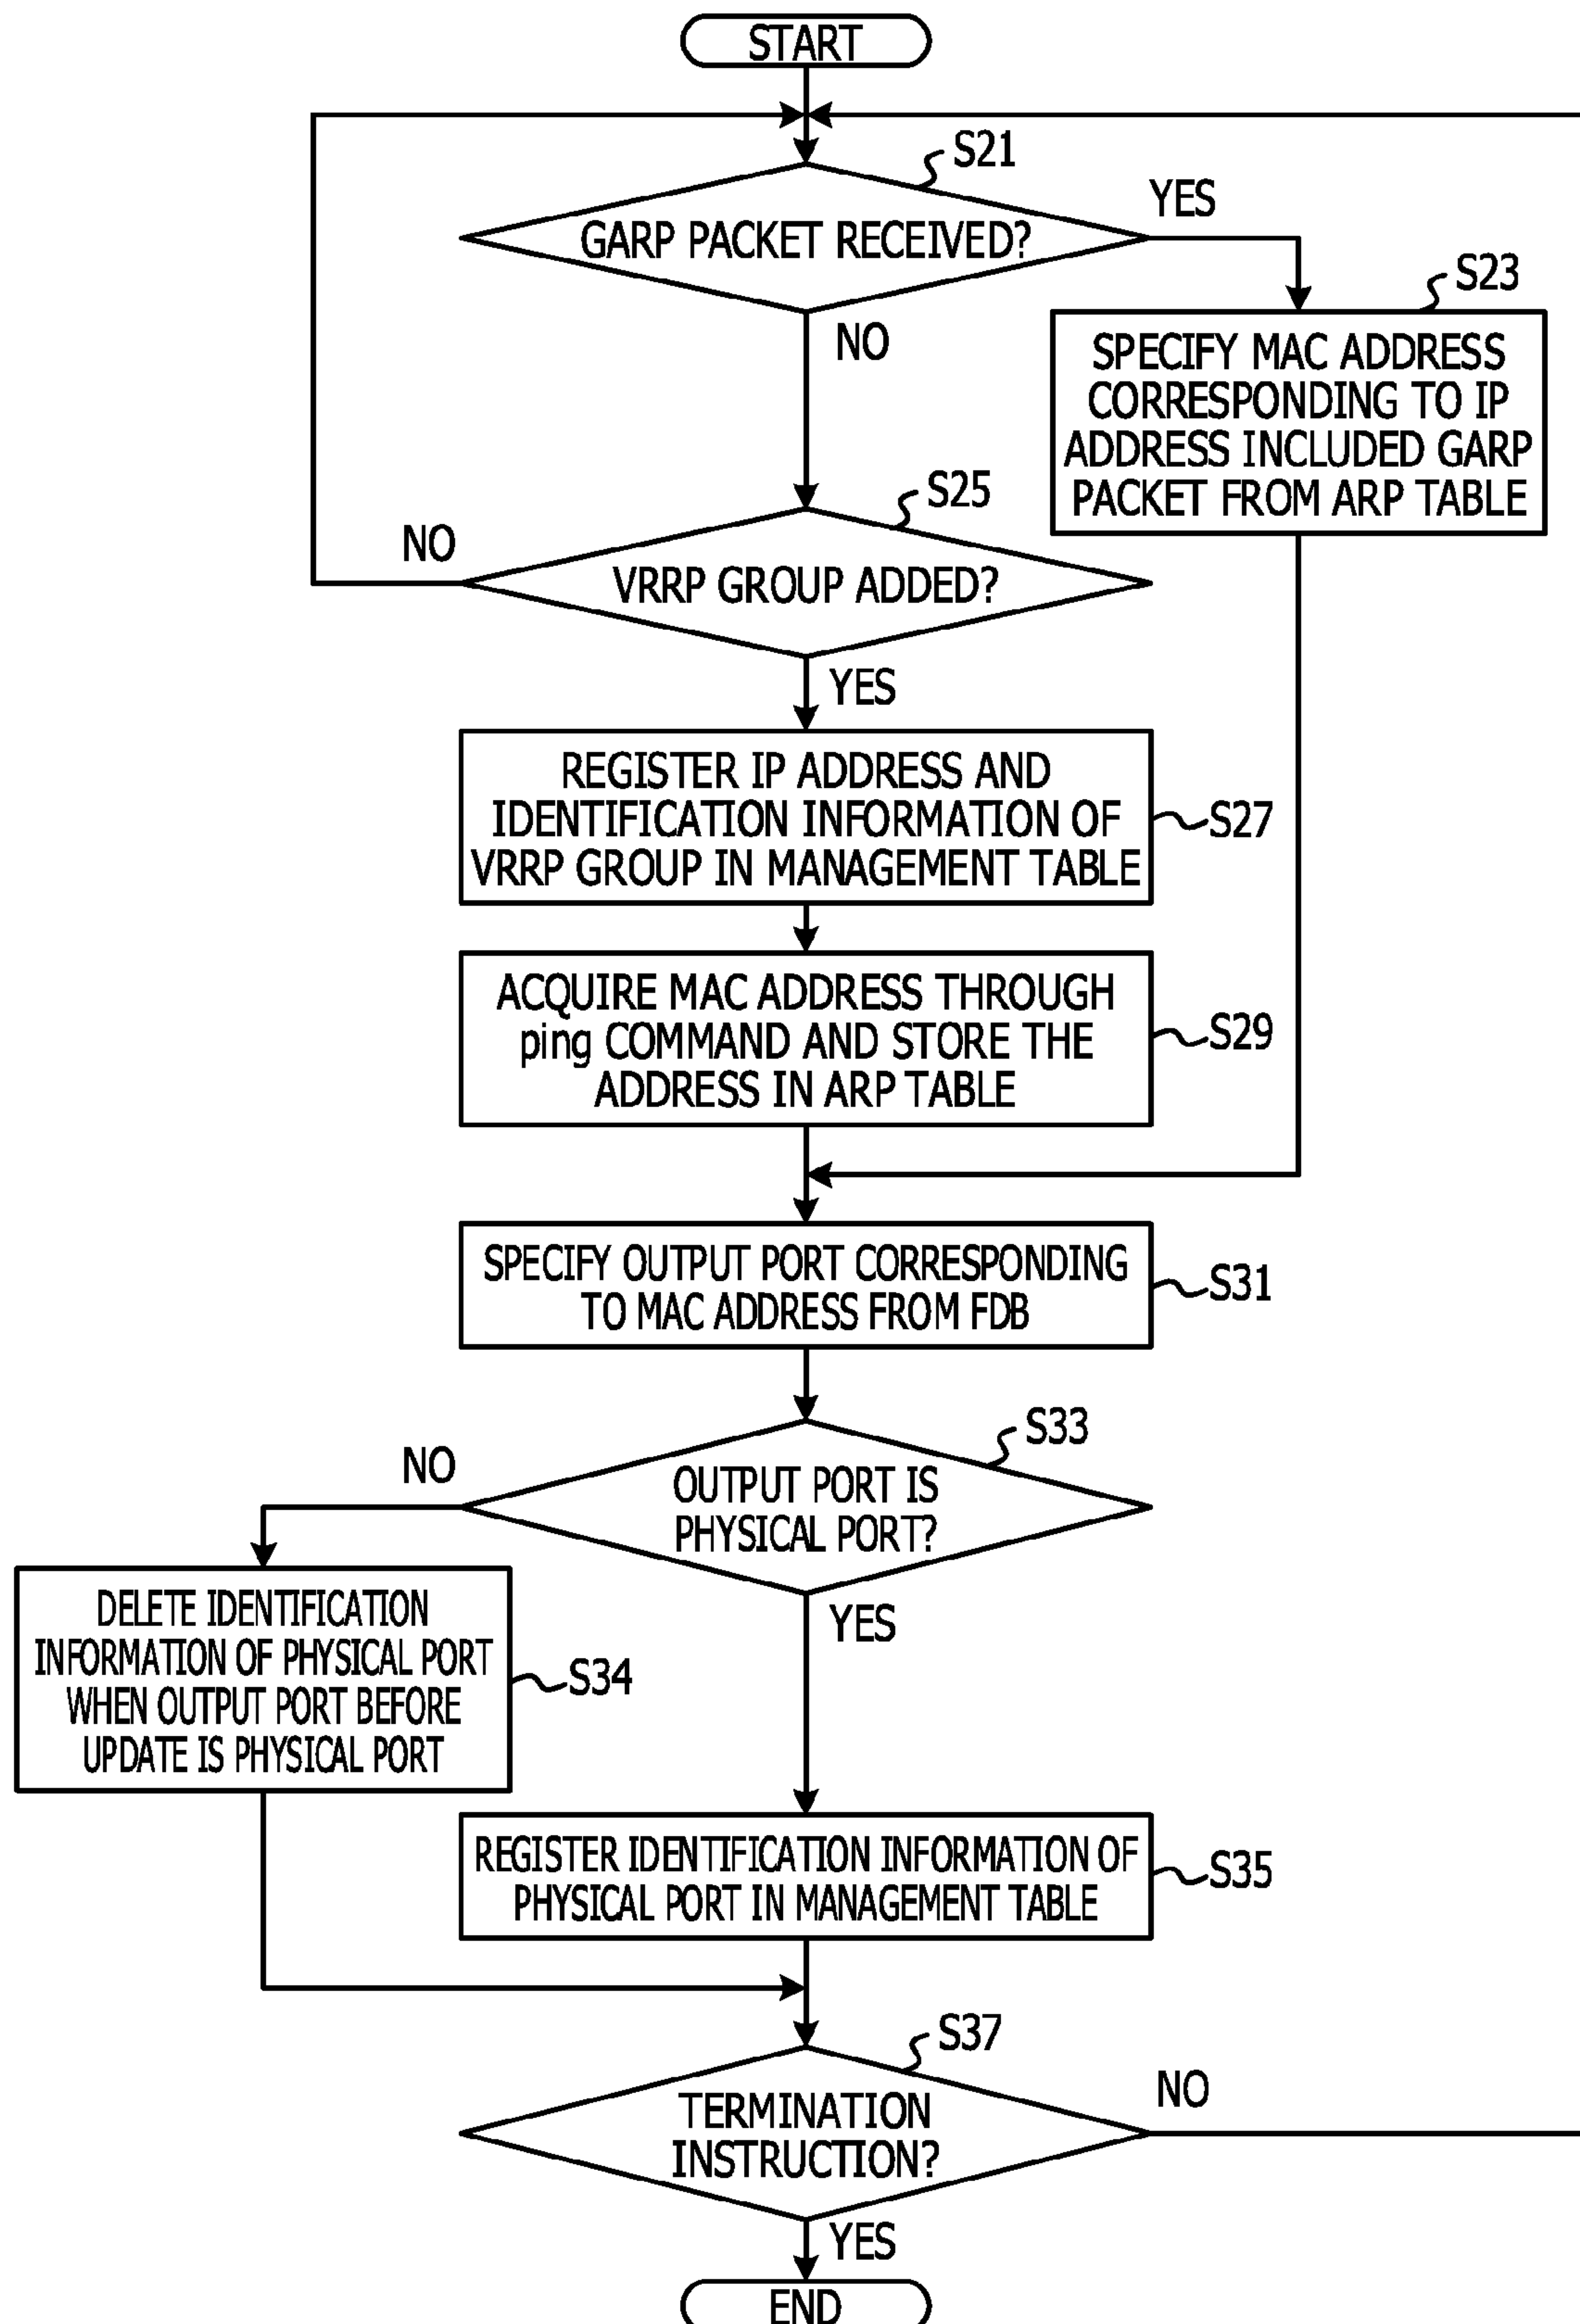 START
S21
YES
GARP PACKET RECEIVED?
S23
NO
SPECIFY MAC ADDRESS
CORRESPONDING TO IP
ADDRESS INCLUDED GARP
PACKET FROM ARP TABLE
S25
NO
VRRP GROUP ADDED?
YES
REGISTER IP ADDRESS AND
IDENTIFICATION INFORMATION OF
VRRP GROUP IN MANAGEMENT TABLE
S27
ACQUIRE MAC ADDRESS THROUGH
ping COMMAND AND STORE THE
ADDRESS IN ARP TABLE
S29
SPECIFY OUTPUT PORT CORRESPONDING
TO MAC ADDRESS FROM FDB
S31
S33
NO
OUTPUT PORT IS
PHYSICAL PORT?
YES
DELETE IDENTIFICATION
INFORMATION OF PHYSICAL PORT
WHEN OUTPUT PORT BEFORE
UPDATE IS PHYSICAL PORT
S34
REGISTER IDENTIFICATION INFORMATION OF
PHYSICAL PORT IN MANAGEMENT TABLE
S35
S37
NO
TERMINATION
INSTRUCTION?
YES
END